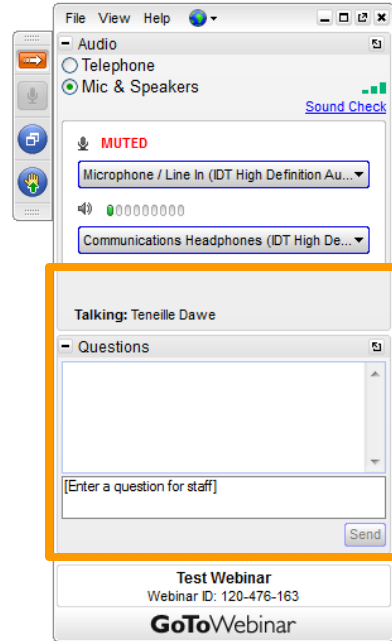 File View Help
Audio
Telephone
Mic & Speakers
Sound Check
MUTED
Microphone / Line In (IDT High Definition Au...
Communications Headphones (IDT High De...
Talking: Teneille Dawe
Questions
[Enter a question for staff]
Send
Test Webinar
Webinar ID: 120-476-163
GoToWebinar